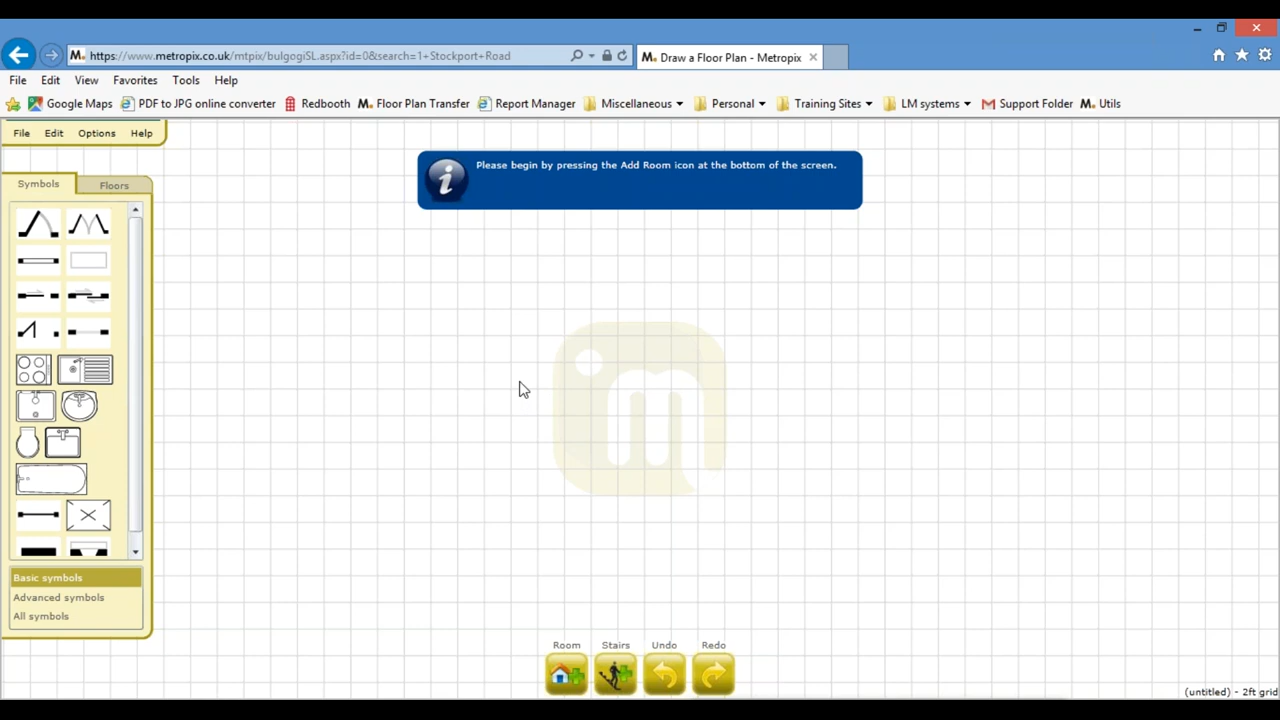 https://www.metropix.co.uk/mtpix/bulgogiSL.aspx?id=0&search=1+Stockport+Road
M. Draw a Floor Plan - Metropix
File Edit View Favorites Tools Help
Google Maps PDF to JPG online converter Redbooth M. Floor Plan Transfer Report Manager Miscellaneous Personal Training Sites LM systems Support Folder M. Utils
File Edit Options Help
Please begin by pressing the Add Room icon at the bottom of the screen.
Symbols Floors
Basic symbols
Advanced symbols
All symbols
Room Stairs Undo Redo
(untitled) - 2ft grid